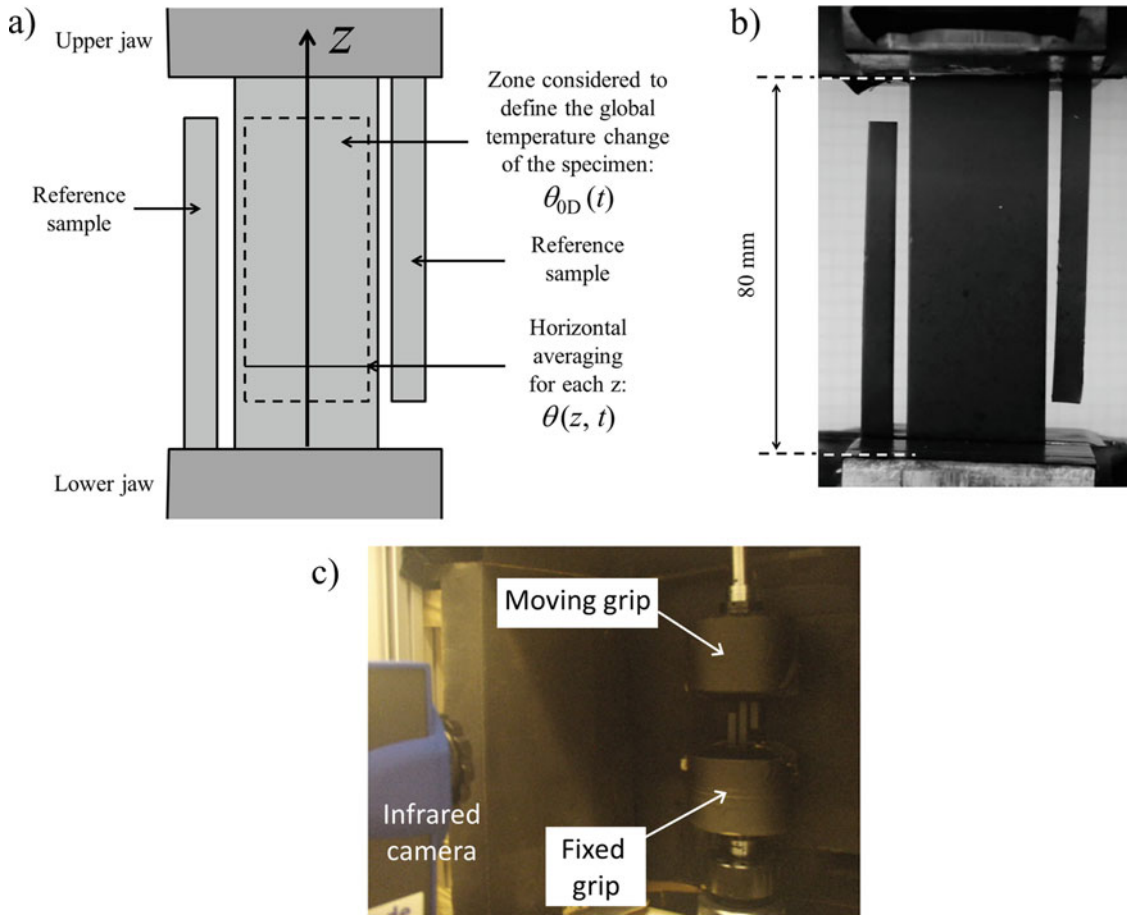 a)
Upper jaw
z
Zone considered to
define the global
temperature change
of the specimen:
θ0D (t)
Reference
sample
Reference
sample
Horizontal
averaging
for each z:
θ(z, t)
Lower jaw
b)
80 mm
c)
Moving grip
Infrared
camera
Fixed
grip